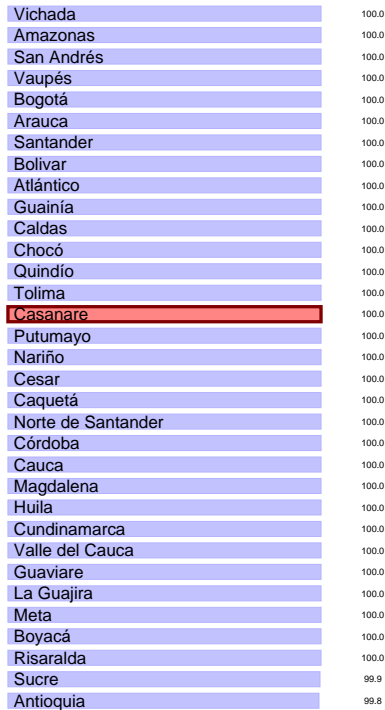 Vichada 100.0
Amazonas 100.0
San Andrés 100.0
Vaupés 100.0
Bogotá 100.0
Arauca 100.0
Santander 100.0
Bolivar 100.0
Atlántico 100.0
Guainía 100.0
Caldas 100.0
Chocó 100.0
Quindío 100.0
Tolima 100.0
Casanare 100.0
Putumayo 100.0
Nariño 100.0
Cesar 100.0
Caquetá 100.0
Norte de Santander 100.0
Córdoba 100.0
Cauca 100.0
Magdalena 100.0
Huila 100.0
Cundinamarca 100.0
Valle del Cauca 100.0
Guaviare 100.0
La Guajira 100.0
Meta 100.0
Boyacá 100.0
Risaralda 100.0
Sucre 99.9
Antioquia 99.8